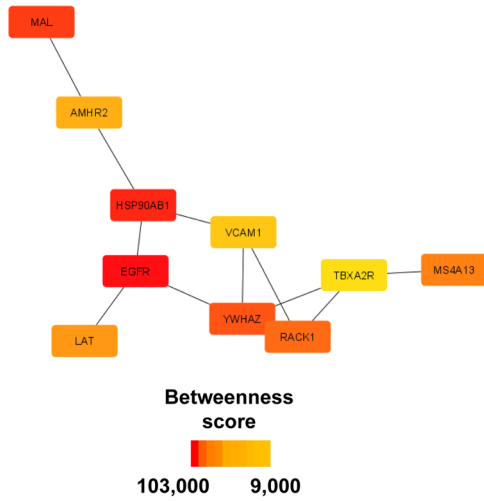 MAL
AMHR2
HSP90AB1
VCAM1
EGFR
TBXA2R
MS4A13
YWHAZ
RACK1
LAT
Betweenness
score
103,000 9,000